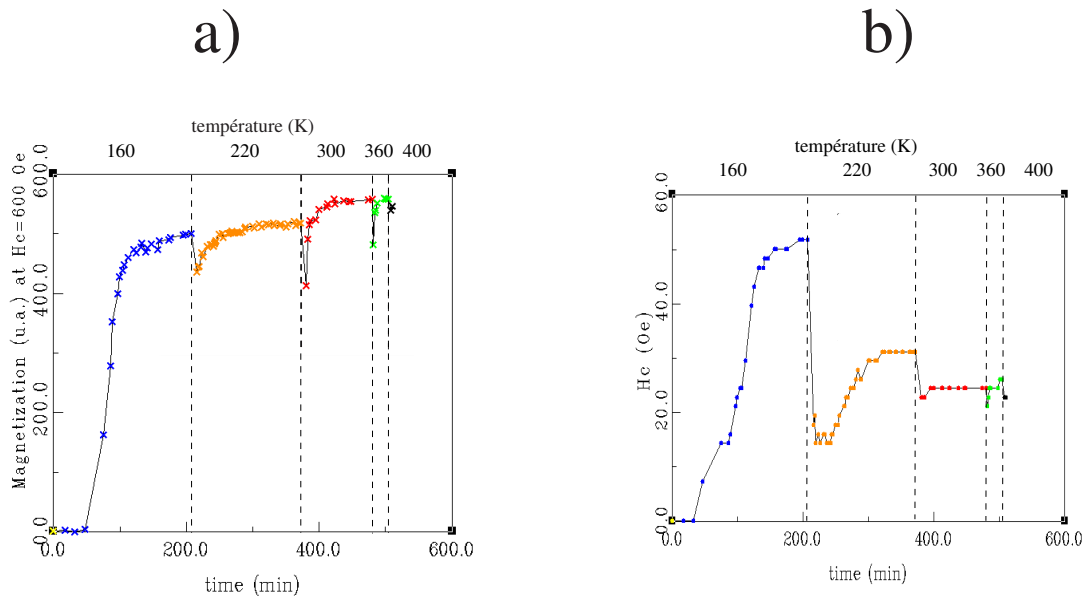 a)
température (K)
160 220 300 360 400
Magnetization (u.a.) at Hc=600 Oe
600.0
400.0
200.0
0.0
0.0 200.0 400.0 600.0
time (min)
b)
température (K)
160 220 300 360 400
Hc (Oe)
60.0
40.0
20.0
0.0
0.0 200.0 400.0 600.0
time (min)